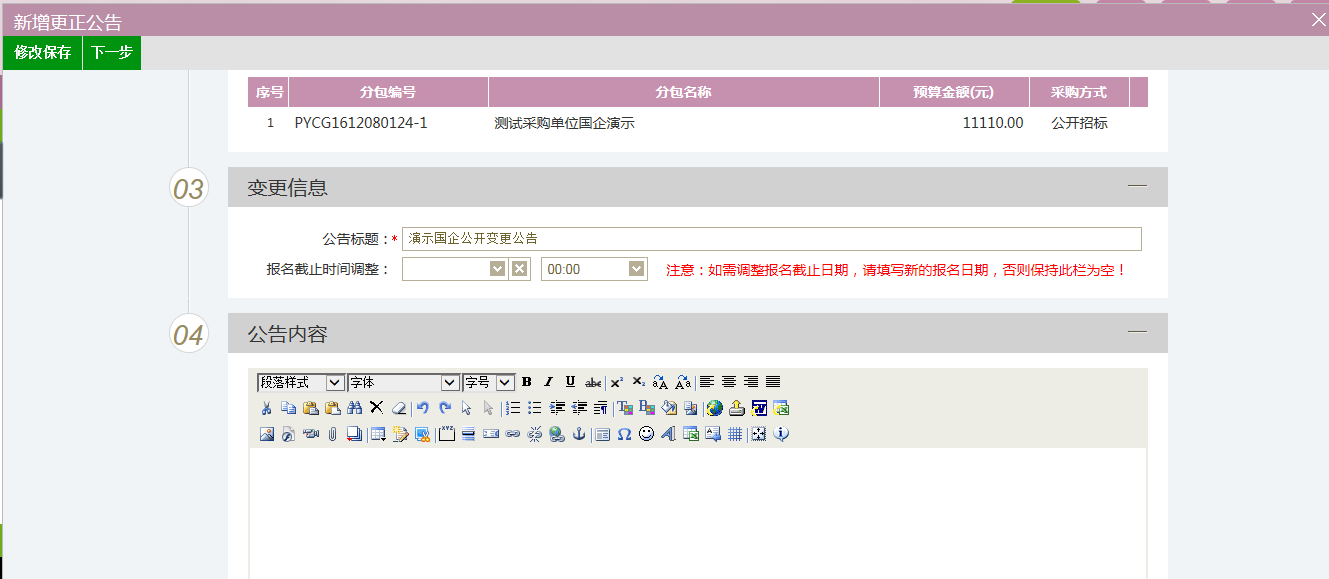 新增更正公告
修改保存 下一步
序号 分包编号 分包名称 预算金额(元) 采购方式
1 PYCG1612080124-1 测试采购单位国企演示 11110.00 公开招标
03 变更信息
公告标题：* 演示国企公开变更公告
报名截止时间调整： 00:00 注意：如需调整报名截止日期，请填写新的报名日期，否则保持此栏为空！
04 公告内容
段落样式 字体 字号 B I U abc x² x₂ aA Aa